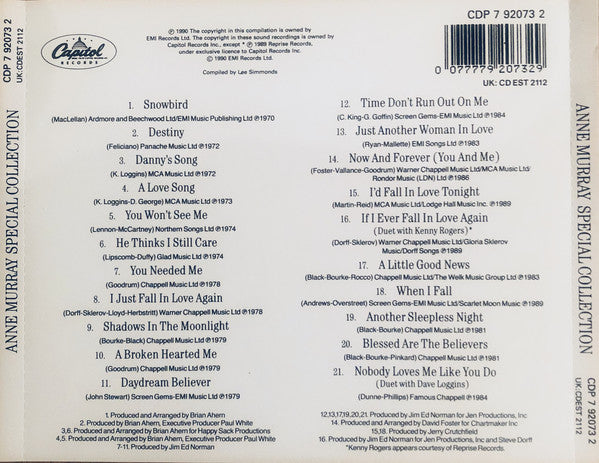 CDP 7 92073 2
UK:CDEST 2112
ANNE MURRAY SPECIAL COLLECTION
Capitol
RECORDS
℗ 1990 The copyright in this compilation is owned by
EMI Records Ltd. The copyright in these sound recordings is owned by
Capitol Records Inc., except * ℗ 1989 Reprise Records,
under exclusive licence to Capitol Records Inc.
© 1990 EMI Records Ltd.
Compiled by Lee Simmonds
CDP 7 92073 2
0 077779 207329
UK: CD EST 2112
1. Snowbird
(MacLellan) Ardmore and Beechwood Ltd/EMI Music Publishing Ltd ℗ 1970
2. Destiny
(Feliciano) Panache Music Ltd ℗ 1972
3. Danny's Song
(K. Loggins) MCA Music Ltd ℗ 1972
4. A Love Song
(K. Loggins-D. George) MCA Music Ltd ℗ 1973
5. You Won't See Me
(Lennon-McCartney) Northern Songs Ltd ℗ 1974
6. He Thinks I Still Care
(Lipscomb-Duffy) Glad Music Ltd ℗ 1974
7. You Needed Me
(Goodrum) Chappell Music Ltd ℗ 1978
8. I Just Fall In Love Again
(Dorff-Sklerov-Lloyd-Herbstritt) Warner Chappell Music Ltd ℗ 1978
9. Shadows In The Moonlight
(Bourke-Black) Chappell Music Ltd ℗ 1979
10. A Broken Hearted Me
(Goodrum) Chappell Music Ltd ℗ 1979
11. Daydream Believer
(John Stewart) Screen Gems-EMI Music Ltd ℗ 1979
1. Produced and Arranged by Brian Ahern
2. Produced by Brian Ahern, Executive Producer Paul White
3,6. Produced and Arranged by Brian Ahern for Happy Sack Productions
4,5. Produced by Brian Ahern, Executive Producer Paul White
7-11. Produced by Jim Ed Norman
12. Time Don't Run Out On Me
(C. King-G. Goffin) Screen Gems-EMI Music Ltd ℗ 1984
13. Just Another Woman In Love
(Ryan-Mallette) EMI Songs Ltd ℗ 1983
14. Now And Forever (You And Me)
(Foster-Vallance-Goodrum) Warner Chappell Music Ltd/MCA Music Ltd/
Rondor Music (LDN) Ltd ℗ 1986
15. I'd Fall In Love Tonight
(Martin-Reid) MCA Music Ltd/Lodge Hall Music Inc. ℗ 1989
16. If I Ever Fall In Love Again
(Duet with Kenny Rogers)*
(Dorff-Sklerov) Warner Chappell Music Ltd/Gloria Sklerov
Music/Dorff Songs ℗ 1989
17. A Little Good News
(Black-Bourke-Rocco) Chappell Music Ltd/The Welk Music Group Ltd ℗ 1983
18. When I Fall
(Andrews-Overstreet) Screen Gems-EMI Music Ltd/Scarlet Moon Music ℗ 1989
19. Another Sleepless Night
(Black-Bourke) Chappell Music Ltd ℗ 1981
20. Blessed Are The Believers
(Black-Bourke-Pinkard) Chappell Music Ltd ℗ 1981
21. Nobody Loves Me Like You Do
(Duet with Dave Loggins)
(Dunne-Phillips) Famous Chappell ℗ 1984
12,13,17,19,20,21. Produced by Jim Ed Norman for Jen Productions, Inc
14. Produced and Arranged by David Foster for Chartmaker Inc
15,18. Produced by Jerry Crutchfield
16. Produced by Jim Ed Norman for Jen Productions, Inc and Steve Dorff
*Kenny Rogers appears courtesy of Reprise Records.
ANNE MURRAY SPECIAL COLLECTION
CDP 7 92073 2
UK:CDEST 2112